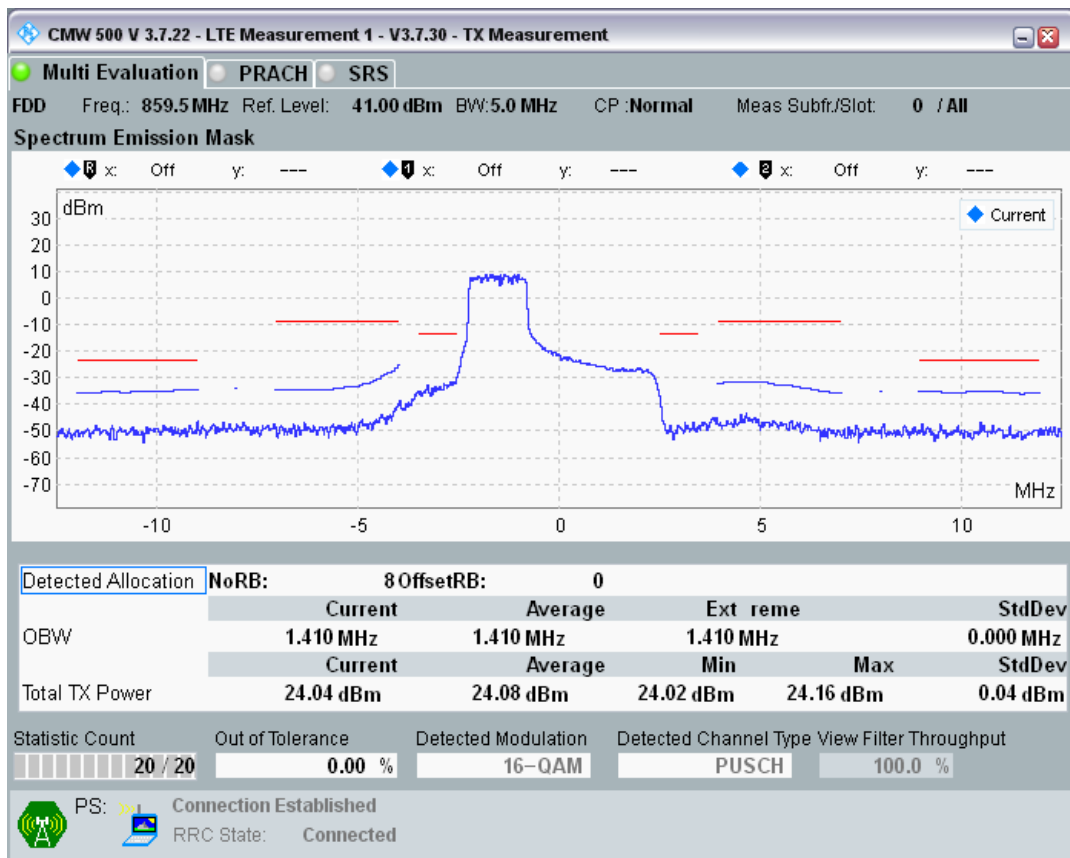 CMW 500 V 3.7.22 - LTE Measurement 1 - V3.7.30 - TX Measurement
Multi Evaluation PRACH SRS
FDD Freq.: 859.5 MHz Ref. Level: 41.00 dBm BW:5.0 MHz CP :Normal Meas Subfr./Slot: 0 / All
Spectrum Emission Mask
R x: Off y: --- 1 x: Off y: --- 2 x: Off y: ---
dBm
Current
30
20
10
0
-10
-20
-30
-40
-50
-60
-70
MHz
-10 -5 0 5 10
Detected Allocation NoRB: 8 OffsetRB: 0
Current Average Ext reme StdDev
OBW 1.410 MHz 1.410 MHz 1.410 MHz 0.000 MHz
Current Average Min Max StdDev
Total TX Power 24.04 dBm 24.08 dBm 24.02 dBm 24.16 dBm 0.04 dBm
Statistic Count Out of Tolerance Detected Modulation Detected Channel Type View Filter Throughput
20 / 20 0.00 % 16-QAM PUSCH 100.0 %
PS: Connection Established
RRC State: Connected